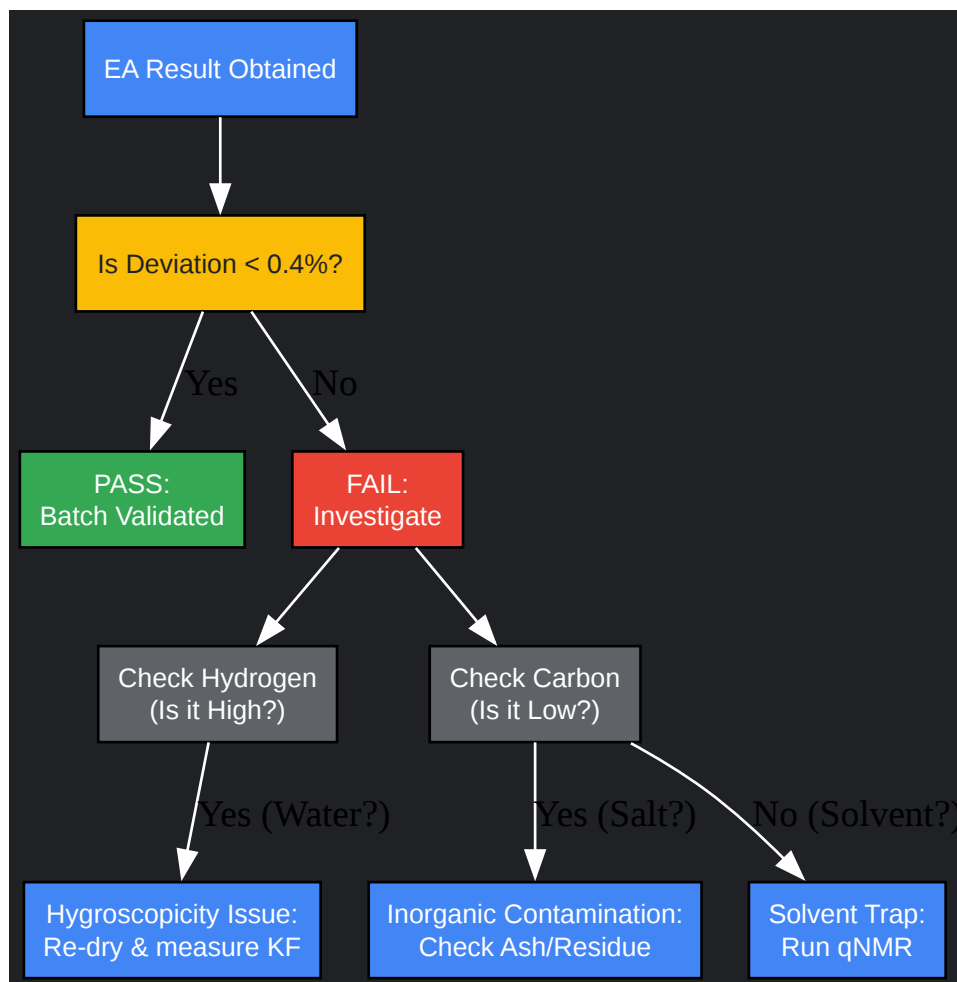 EA Result Obtained
Is Deviation < 0.4%?
Yes
No
PASS:
Batch Validated
FAIL:
Investigate
Check Hydrogen
(Is it High?)
Check Carbon
(Is it Low?)
Yes (Water?)
Yes (Salt?)
No (Solvent?)
Hygroscopicity Issue:
Re-dry & measure KF
Inorganic Contamination:
Check Ash/Residue
Solvent Trap:
Run qNMR